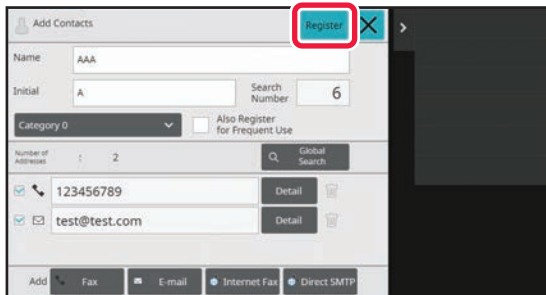 Add Contacts Register
Name AAA
Initial A Search Number 6
Category 0 Also Register for Frequent Use
Number of Addresses : 2 Global Search
123456789 Detail
test@test.com Detail
Add Fax E-mail Internet Fax Direct SMTP